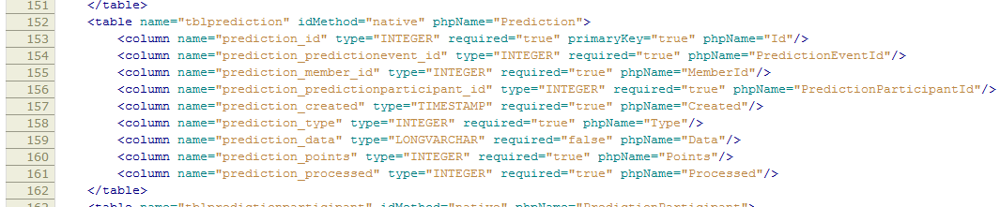 151 </table>
152 <table name="tblprediction" idMethod="native" phpName="Prediction">
153 <column name="prediction_id" type="INTEGER" required="true" primaryKey="true" phpName="Id"/>
154 <column name="prediction_predictionevent_id" type="INTEGER" required="true" phpName="PredictionEventId"/>
155 <column name="prediction_member_id" type="INTEGER" required="true" phpName="MemberId"/>
156 <column name="prediction_predictionparticipant_id" type="INTEGER" required="true" phpName="PredictionParticipantId"/>
157 <column name="prediction_created" type="TIMESTAMP" required="true" phpName="Created"/>
158 <column name="prediction_type" type="INTEGER" required="true" phpName="Type"/>
159 <column name="prediction_data" type="LONGVARCHAR" required="false" phpName="Data"/>
160 <column name="prediction_points" type="INTEGER" required="true" phpName="Points"/>
161 <column name="prediction_processed" type="INTEGER" required="true" phpName="Processed"/>
162 </table>
163 <table name="tblpredictionparticipant" idMethod="native" phpName="PredictionParticipant">